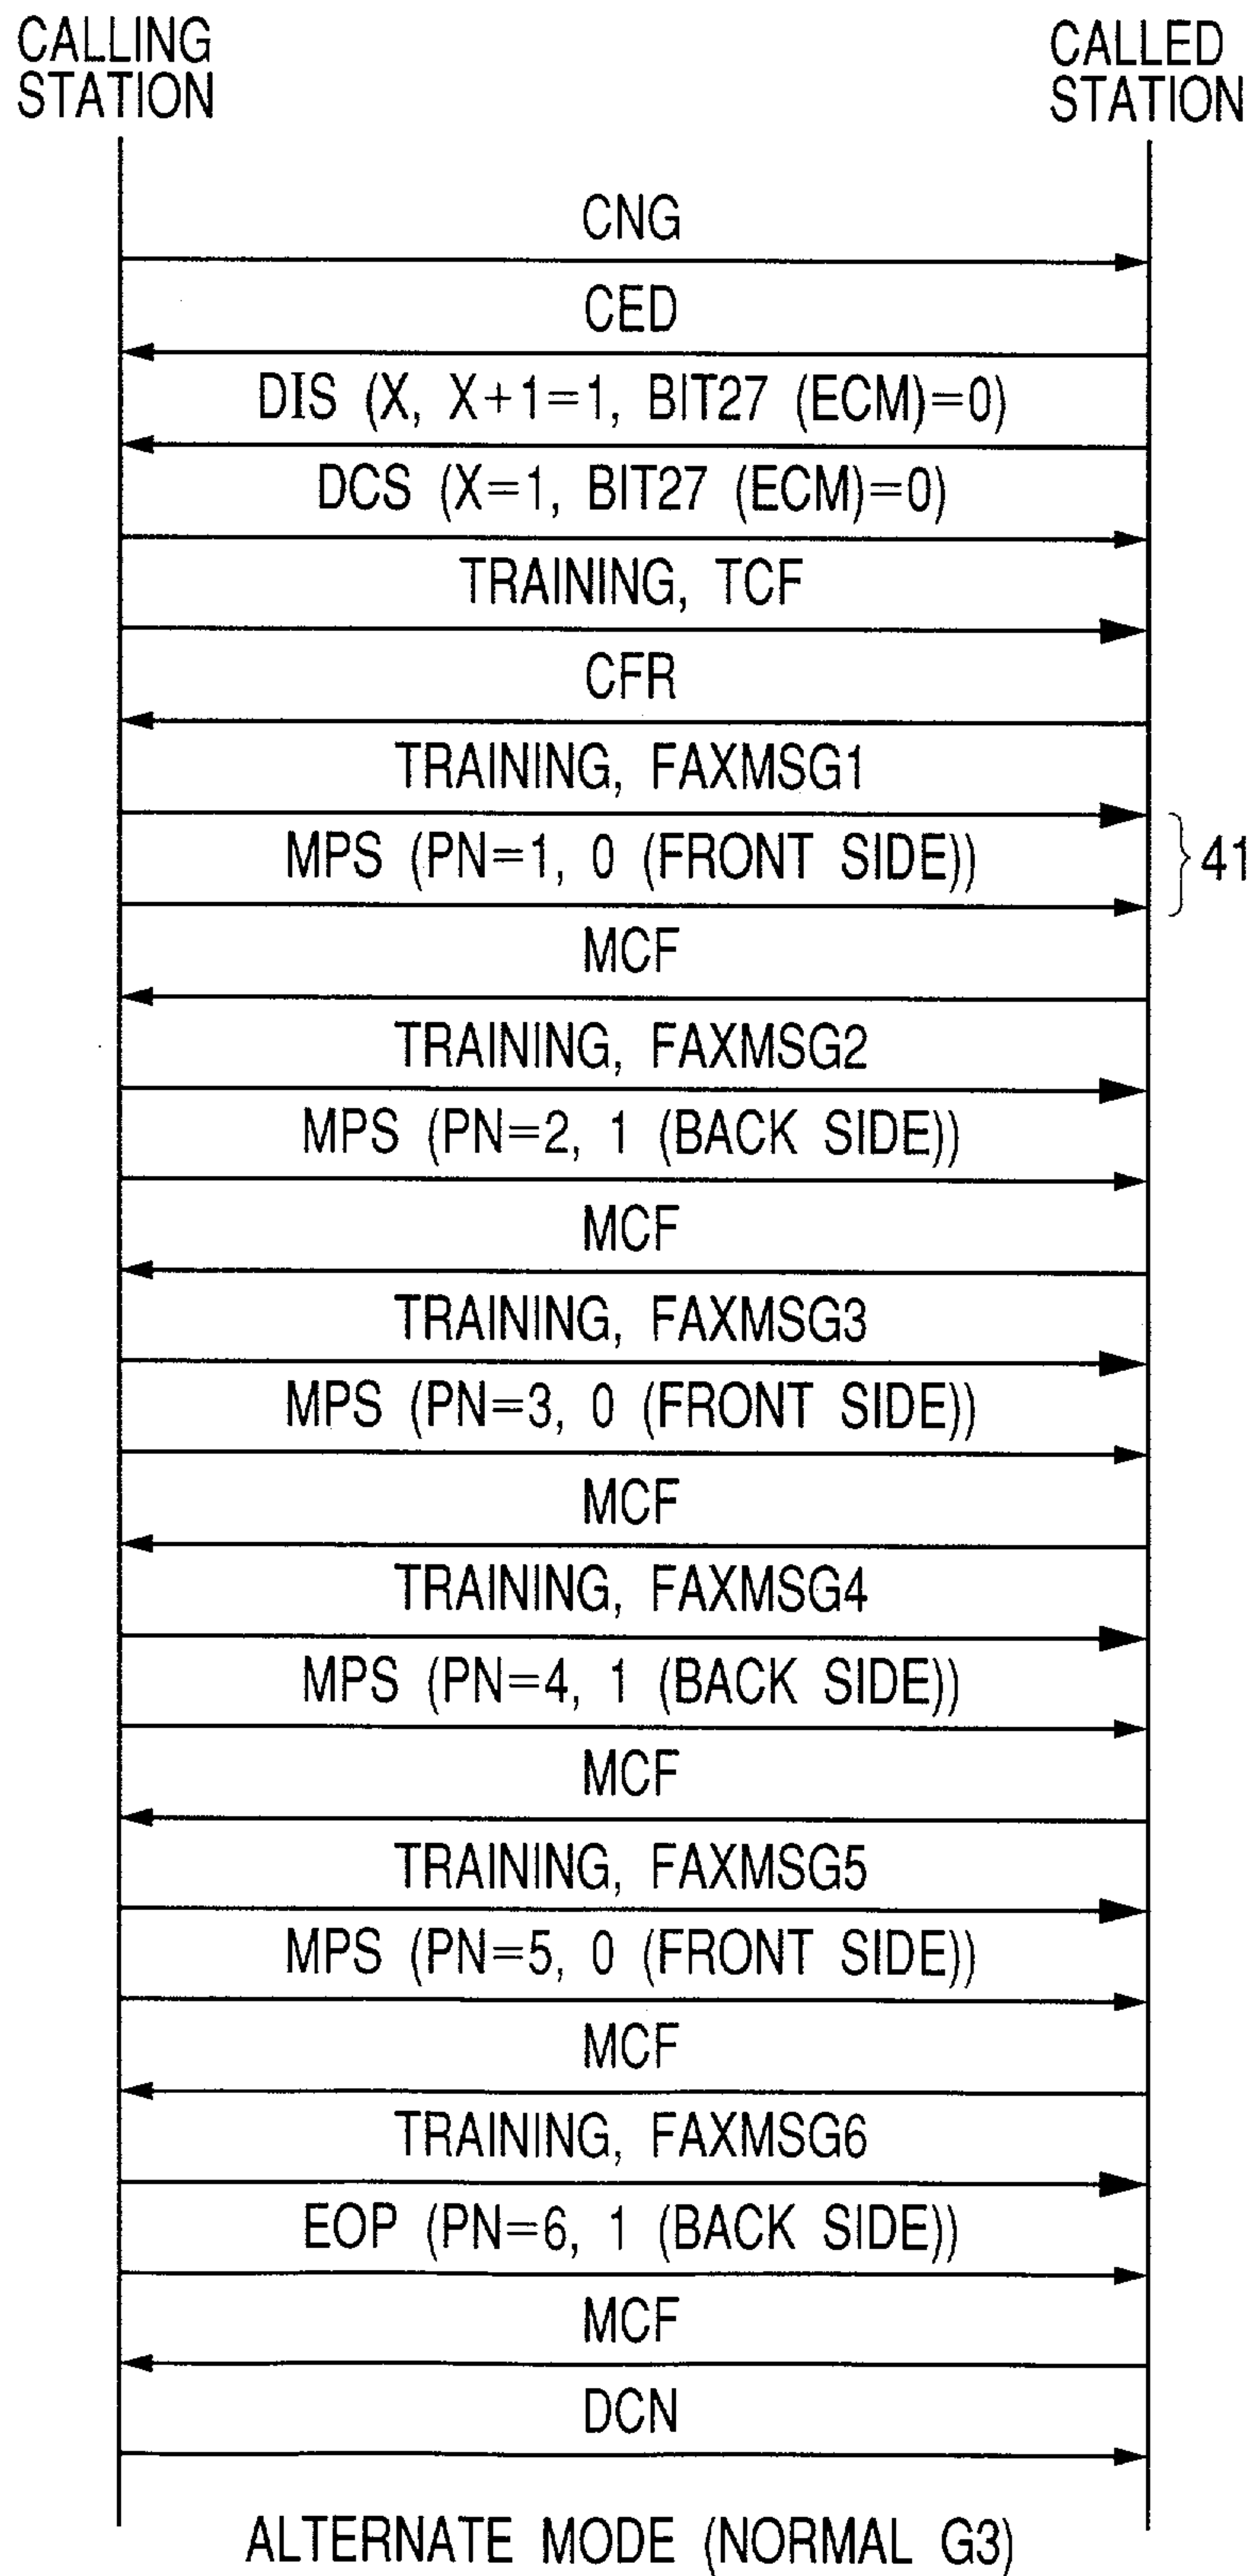 CALLING
STATION
CALLED
STATION
CNG
CED
DIS (X, X+1=1, BIT27 (ECM)=0)
DCS (X=1, BIT27 (ECM)=0)
TRAINING, TCF
CFR
TRAINING, FAXMSG1
MPS (PN=1, 0 (FRONT SIDE))
41
MCF
TRAINING, FAXMSG2
MPS (PN=2, 1 (BACK SIDE))
MCF
TRAINING, FAXMSG3
MPS (PN=3, 0 (FRONT SIDE))
MCF
TRAINING, FAXMSG4
MPS (PN=4, 1 (BACK SIDE))
MCF
TRAINING, FAXMSG5
MPS (PN=5, 0 (FRONT SIDE))
MCF
TRAINING, FAXMSG6
EOP (PN=6, 1 (BACK SIDE))
MCF
DCN
ALTERNATE MODE (NORMAL G3)